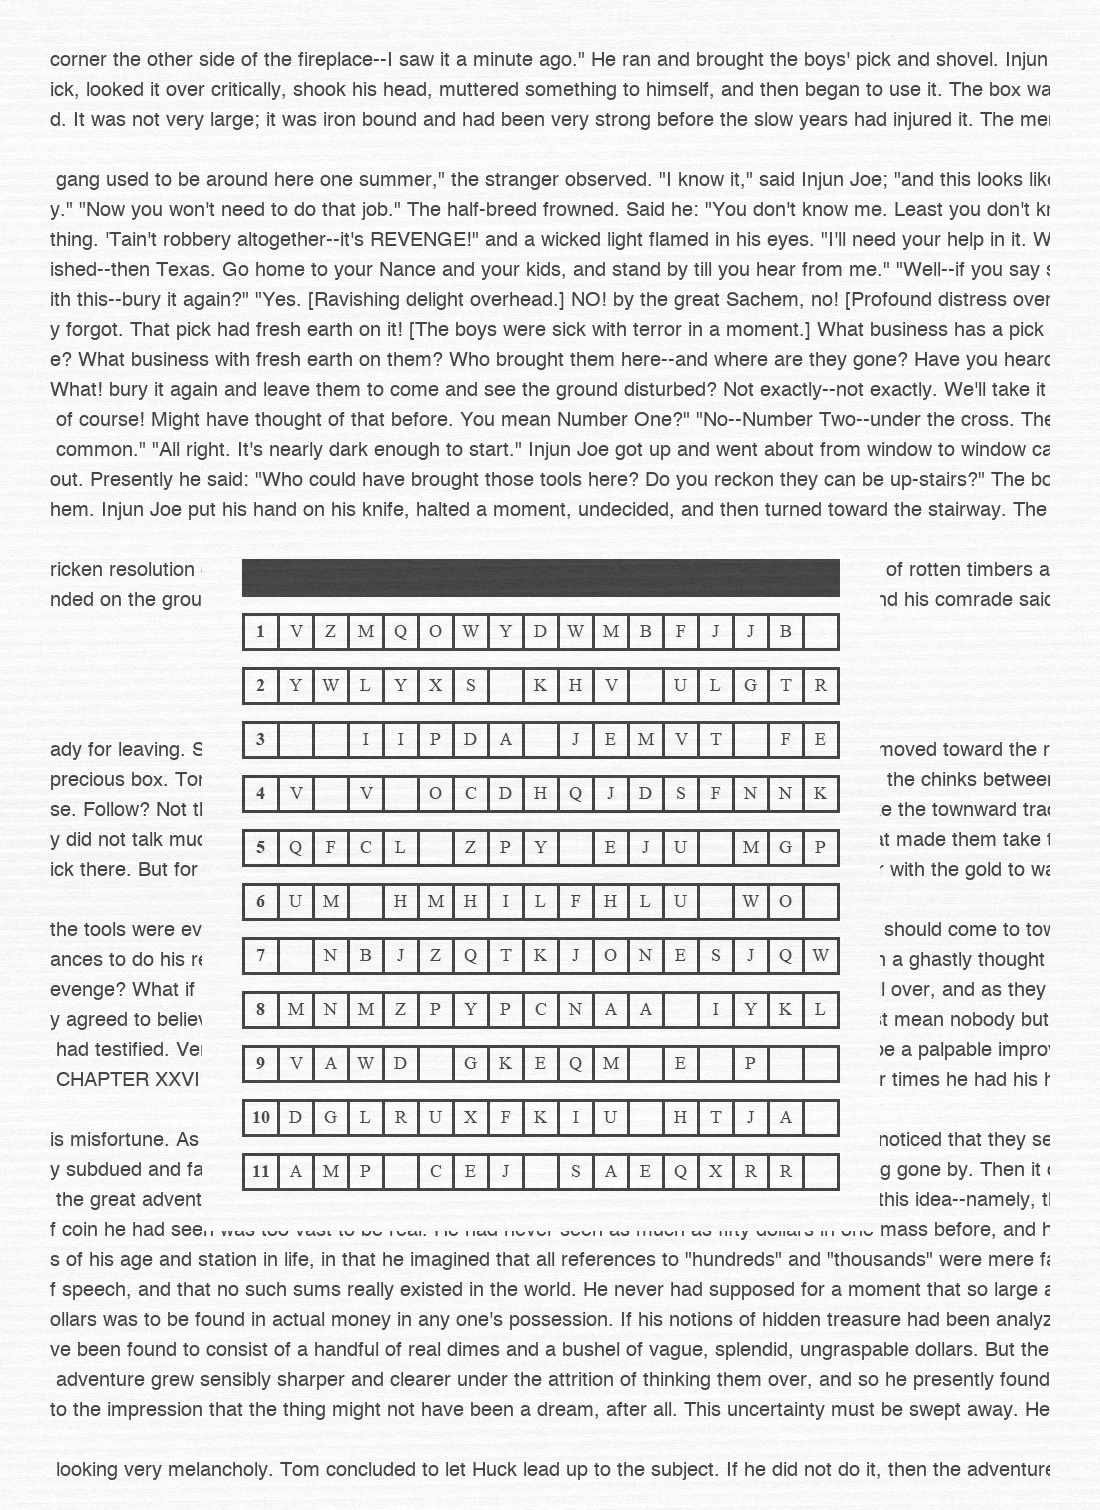 corner the other side of the fireplace--I saw it a minute ago." He ran and brought the boys' pick and shovel. Injun
ick, looked it over critically, shook his head, muttered something to himself, and then began to use it. The box wa
d. It was not very large; it was iron bound and had been very strong before the slow years had injured it. The mer
gang used to be around here one summer," the stranger observed. "I know it," said Injun Joe; "and this looks like
y." "Now you won't need to do that job." The half-breed frowned. Said he: "You don't know me. Least you don't kr
thing. 'Tain't robbery altogether--it's REVENGE!" and a wicked light flamed in his eyes. "I'll need your help in it. W
ished--then Texas. Go home to your Nance and your kids, and stand by till you hear from me." "Well--if you say s
ith this--bury it again?" "Yes. [Ravishing delight overhead.] NO! by the great Sachem, no! [Profound distress over
y forgot. That pick had fresh earth on it! [The boys were sick with terror in a moment.] What business has a pick
e? What business with fresh earth on them? Who brought them here--and where are they gone? Have you heard
What! bury it again and leave them to come and see the ground disturbed? Not exactly--not exactly. We'll take it
of course! Might have thought of that before. You mean Number One?" "No--Number Two--under the cross. The
common." "All right. It's nearly dark enough to start." Injun Joe got up and went about from window to window ca
out. Presently he said: "Who could have brought those tools here? Do you reckon they can be up-stairs?" The bo
hem. Injun Joe put his hand on his knife, halted a moment, undecided, and then turned toward the stairway. The
ricken resolution
nded on the grou
ady for leaving. S
precious box. Tor
se. Follow? Not th
y did not talk muc
ick there. But for
the tools were ev
ances to do his re
evenge? What if
y agreed to believ
had testified. Ver
CHAPTER XXVI
is misfortune. As
y subdued and fa
the great advent
1 V Z M Q O W Y D W M B F J J B
2 Y W L Y X S K H V U L G T R
3 I I P D A J E M V T F E
4 V V O C D H Q J D S F N N K
5 Q F C L Z P Y E J U M G P
6 U M H M H I L F H L U W O
7 N B J Z Q T K J O N E S J Q W
8 M N M Z P Y P C N A A I Y K L
9 V A W D G K E Q M E P
10 D G L R U X F K I U H T J A
11 A M P C E J S A E Q X R R
of rotten timbers a
nd his comrade said
moved toward the r
the chinks between
e the townward trac
at made them take t
r with the gold to wa
should come to tow
n a ghastly thought
l over, and as they
st mean nobody but
be a palpable improv
r times he had his h
noticed that they se
g gone by. Then it o
this idea--namely, th
f coin he had seen was too vast to be real. He had never seen as much as fifty dollars in one mass before, and h
s of his age and station in life, in that he imagined that all references to "hundreds" and "thousands" were mere fa
f speech, and that no such sums really existed in the world. He never had supposed for a moment that so large a
ollars was to be found in actual money in any one's possession. If his notions of hidden treasure had been analyz
ve been found to consist of a handful of real dimes and a bushel of vague, splendid, ungraspable dollars. But the
adventure grew sensibly sharper and clearer under the attrition of thinking them over, and so he presently found
to the impression that the thing might not have been a dream, after all. This uncertainty must be swept away. He
looking very melancholy. Tom concluded to let Huck lead up to the subject. If he did not do it, then the adventure